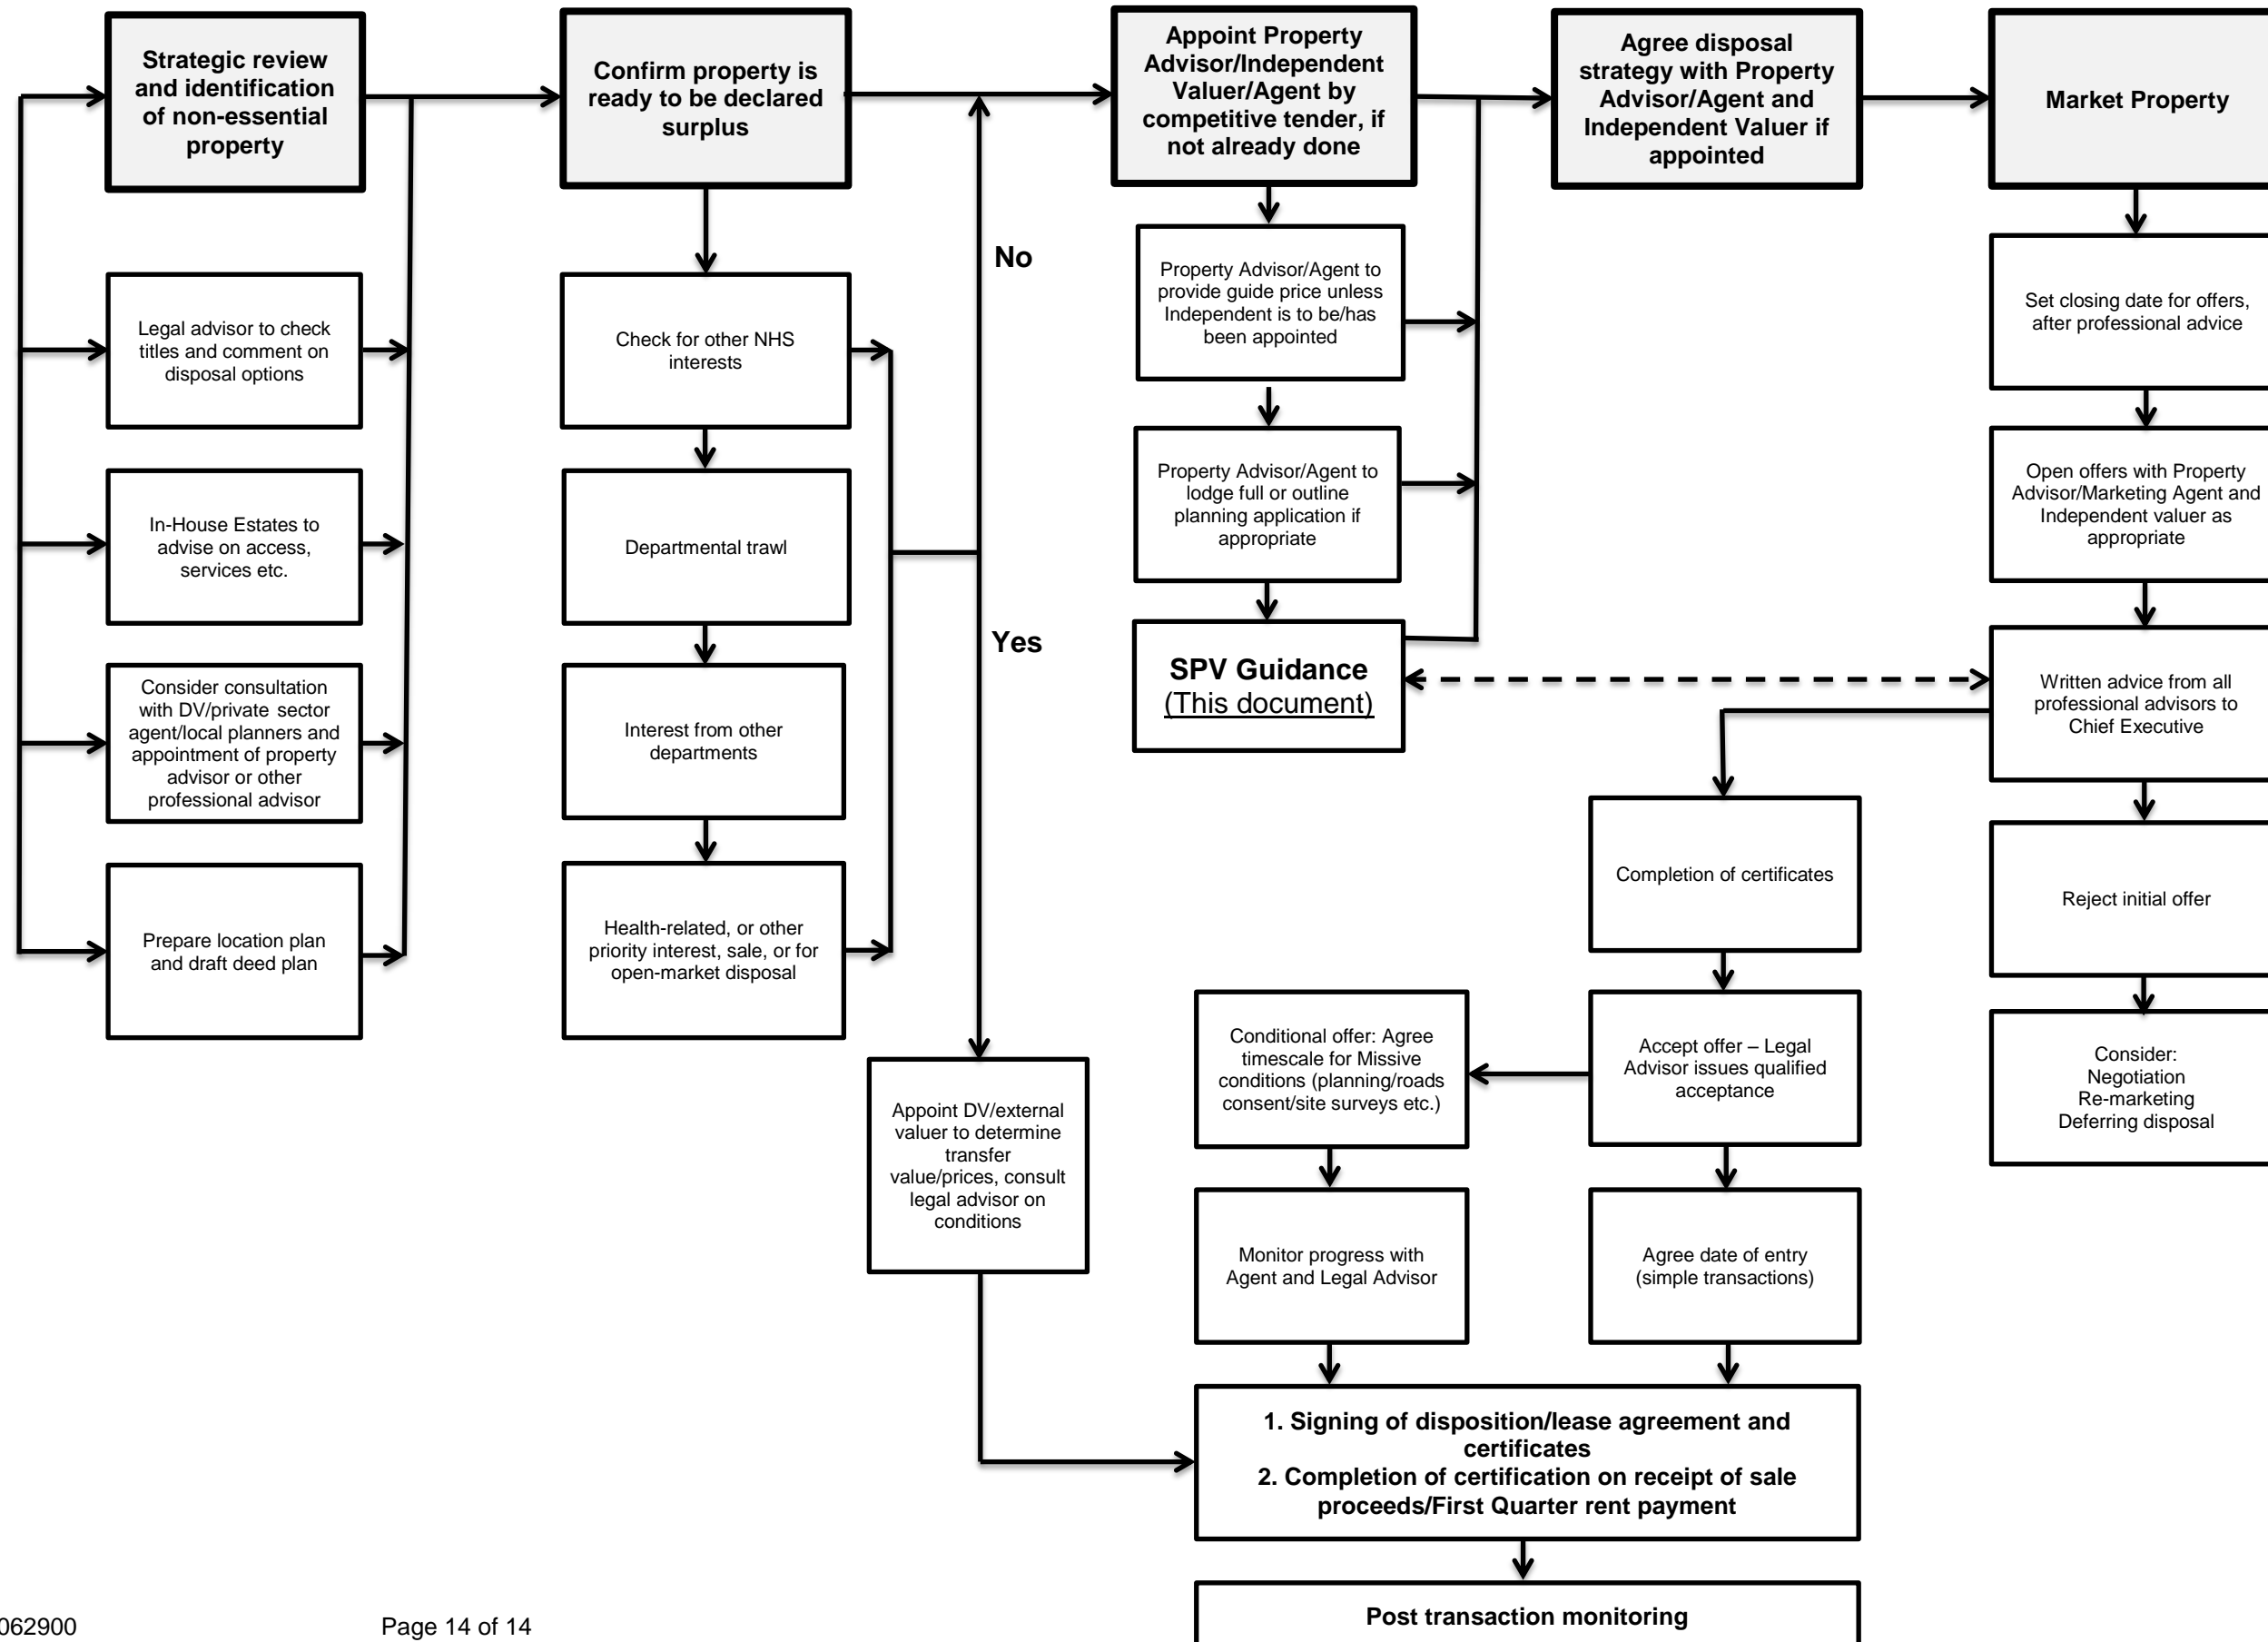 Strategic review
and identification
of non-essential
property
Confirm property is
ready to be declared
surplus
Appoint Property
Advisor/Independent
Valuer/Agent by
competitive tender, if
not already done
Agree disposal
strategy with Property
Advisor/Agent and
Independent Valuer if
appointed
Market Property
Legal advisor to check
titles and comment on
disposal options
In-House Estates to
advise on access,
services etc.
Consider consultation
with DV/private sector
agent/local planners and
appointment of property
advisor or other
professional advisor
Prepare location plan
and draft deed plan
Check for other NHS
interests
Departmental trawl
Interest from other
departments
Health-related, or other
priority interest, sale, or for
open-market disposal
No
Yes
Appoint DV/external
valuer to determine
transfer
value/prices, consult
legal advisor on
conditions
Property Advisor/Agent to
provide guide price unless
Independent is to be/has
been appointed
Property Advisor/Agent to
lodge full or outline
planning application if
appropriate
SPV Guidance
(This document)
Set closing date for offers,
after professional advice
Open offers with Property
Advisor/Marketing Agent and
Independent valuer as
appropriate
Written advice from all
professional advisors to
Chief Executive
Reject initial offer
Consider:
Negotiation
Re-marketing
Deferring disposal
Completion of certificates
Accept offer – Legal
Advisor issues qualified
acceptance
Conditional offer: Agree
timescale for Missive
conditions (planning/roads
consent/site surveys etc.)
Monitor progress with
Agent and Legal Advisor
Agree date of entry
(simple transactions)
1. Signing of disposition/lease agreement and
certificates
2. Completion of certification on receipt of sale
proceeds/First Quarter rent payment
Post transaction monitoring
062900
Page 14 of 14